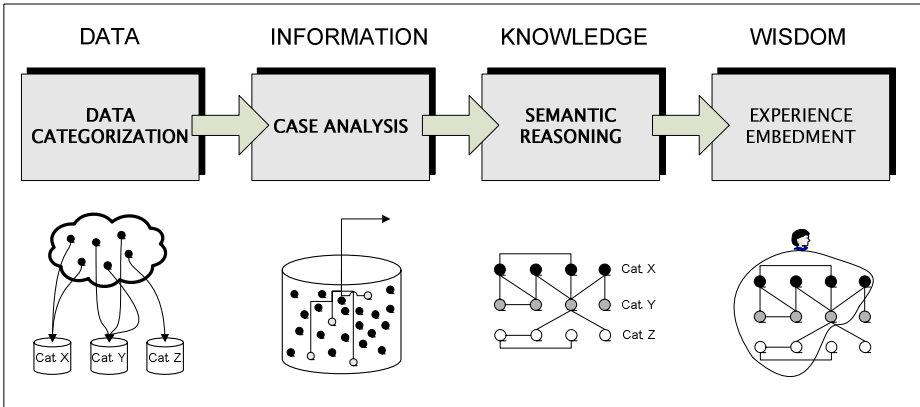 DATA
INFORMATION
KNOWLEDGE
WISDOM
DATA
CATEGORIZATION
CASE ANALYSIS
SEMANTIC
REASONING
EXPERIENCE
EMBEDMENT
Cat X
Cat Y
Cat Z
Cat X
Cat Y
Cat Z